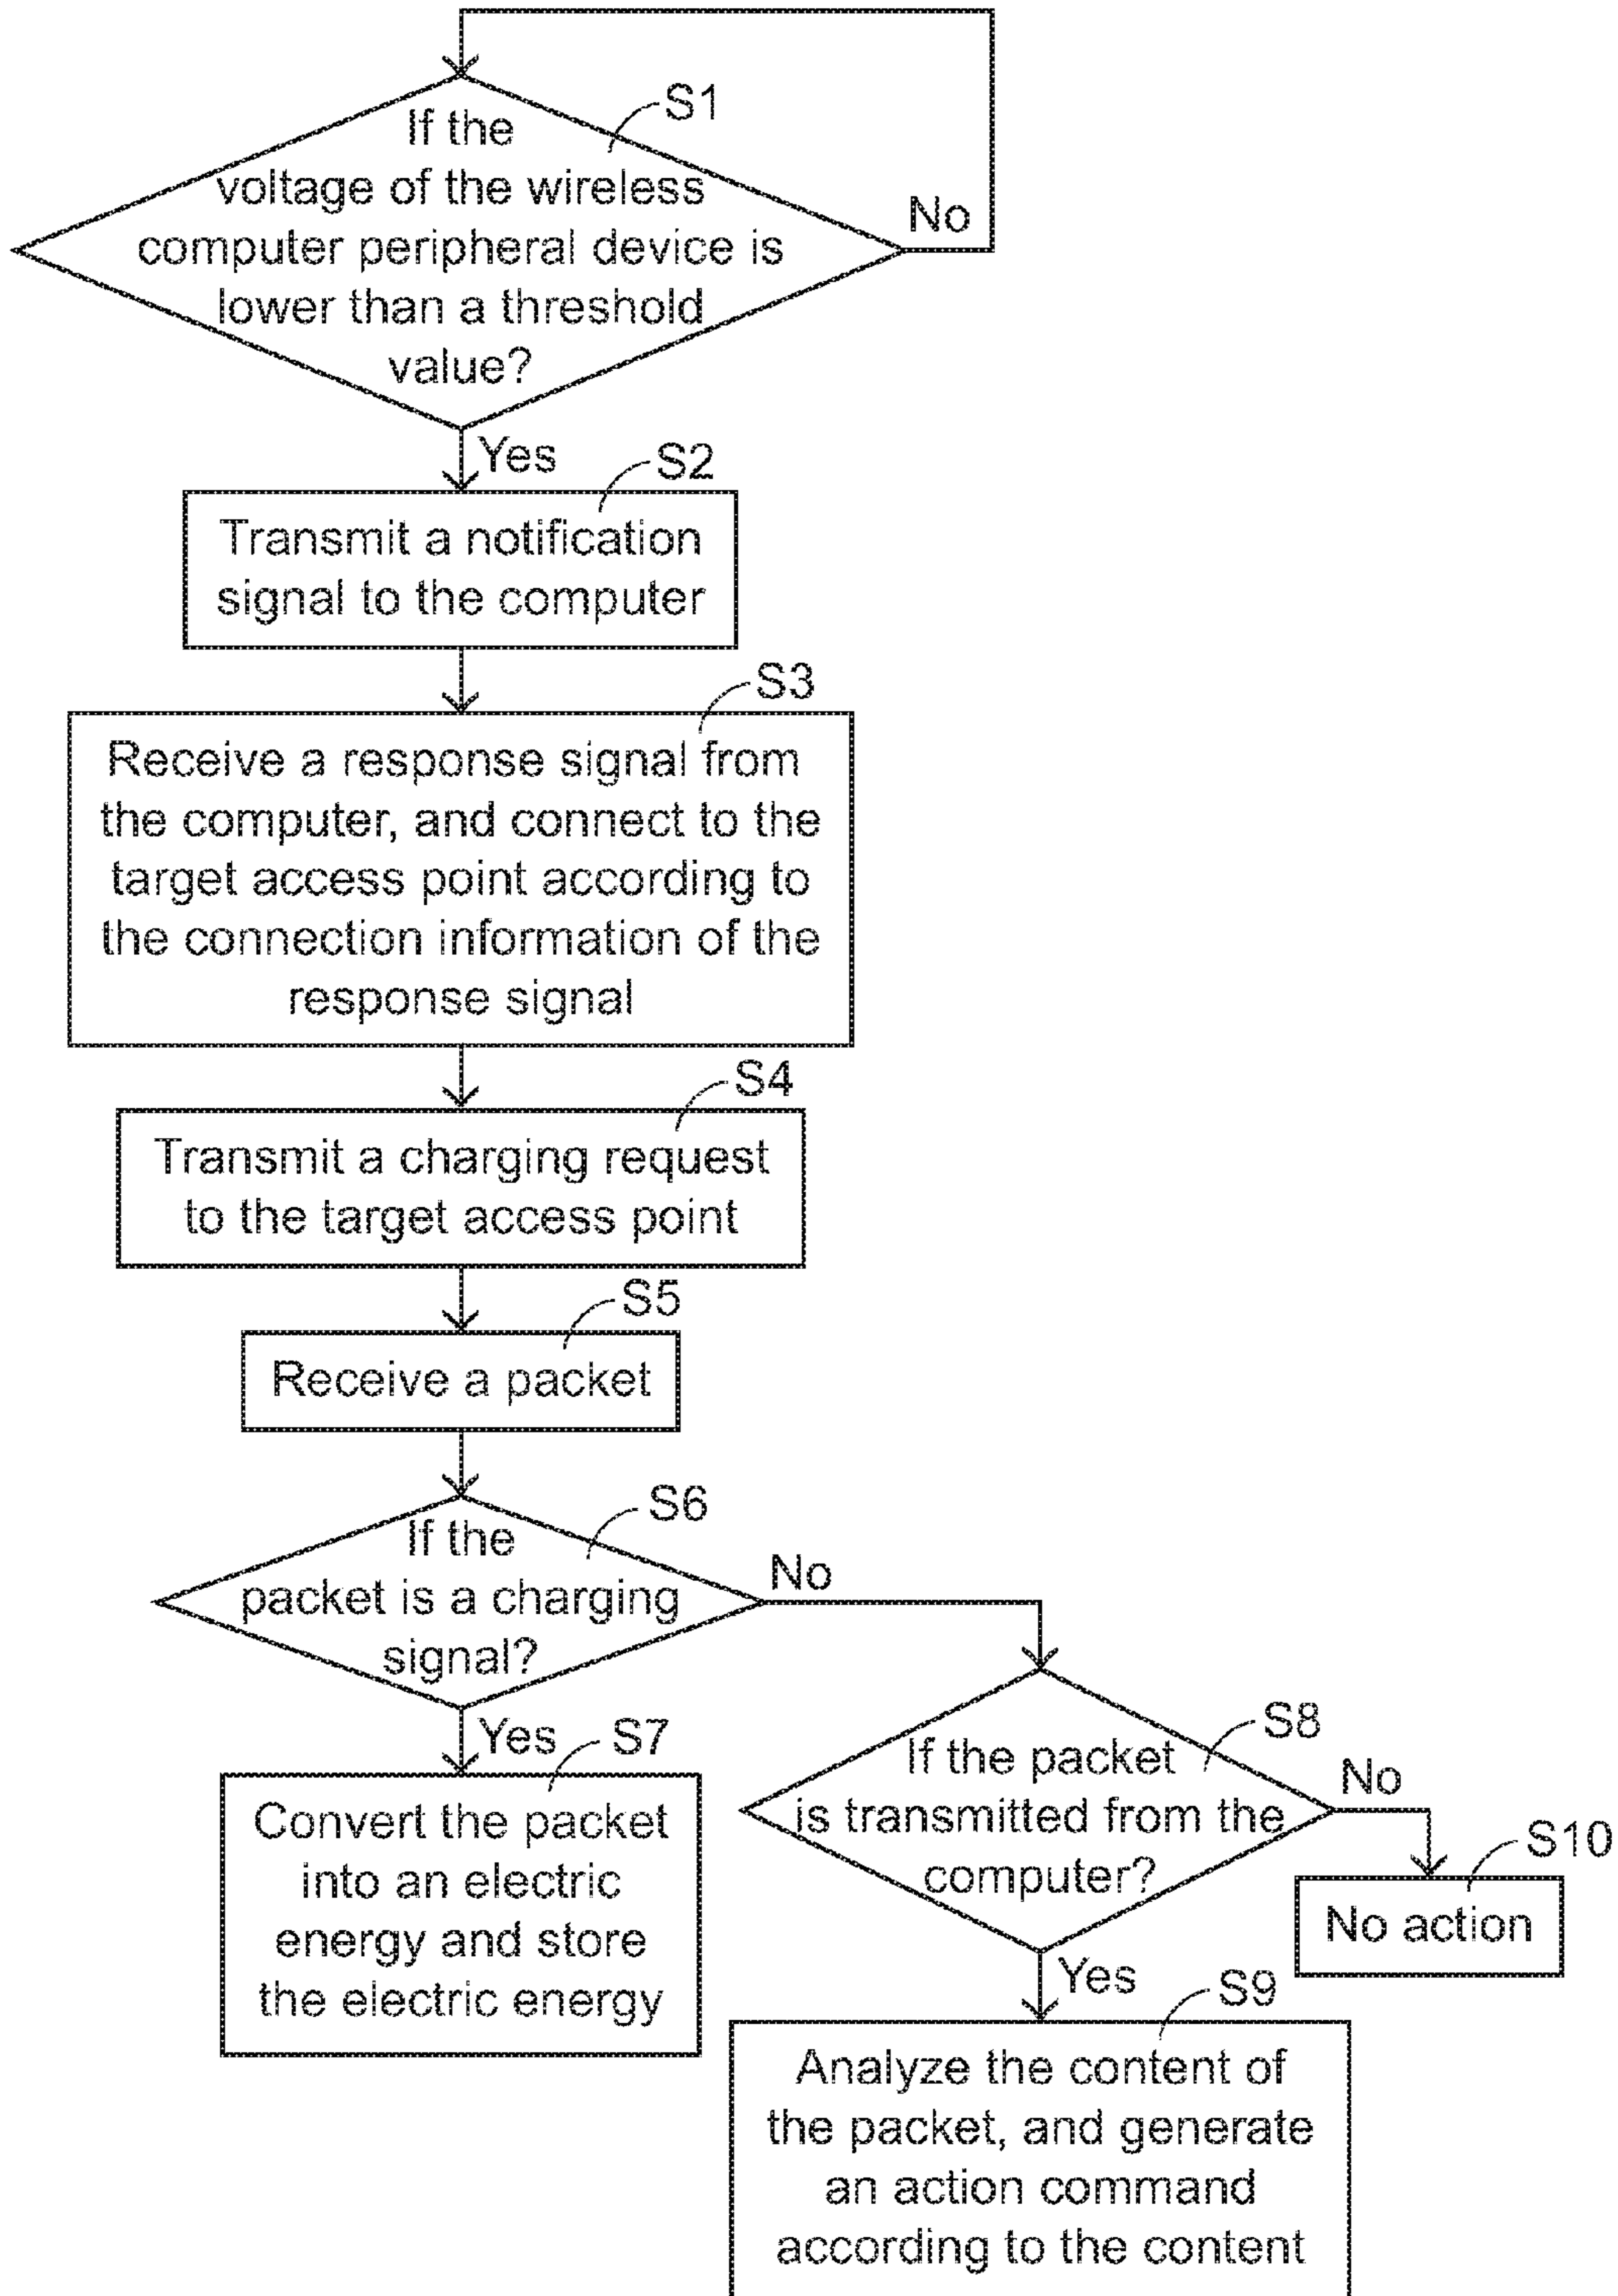 S1
If the
voltage of the wireless
computer peripheral device is
lower than a threshold
value?
No
Yes
S2
Transmit a notification
signal to the computer
S3
Receive a response signal from
the computer, and connect to the
target access point according to
the connection information of the
response signal
S4
Transmit a charging request
to the target access point
S5
Receive a packet
S6
If the
packet is a charging
signal?
No
Yes
S7
Convert the packet
into an electric
energy and store
the electric energy
S8
If the packet
is transmitted from the
computer?
No
S10
No action
Yes
S9
Analyze the content of
the packet, and generate
an action command
according to the content